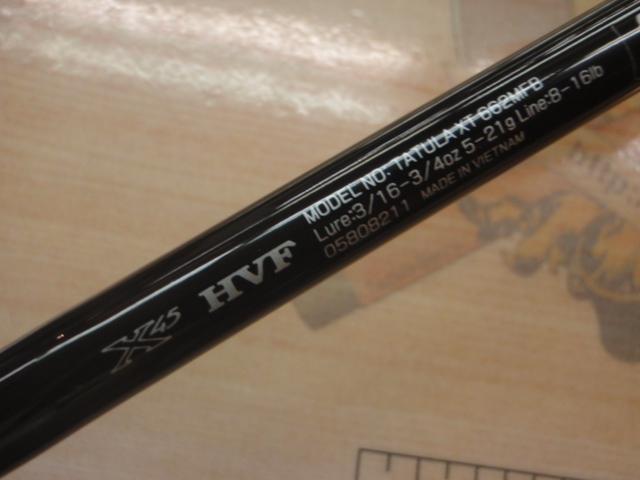 MODEL NO: TATULA XT 662MFB
Lure:3/16-3/4oz 5-21g Line:8-16lb
05808211 MADE IN VIETNAM
HVF
X45